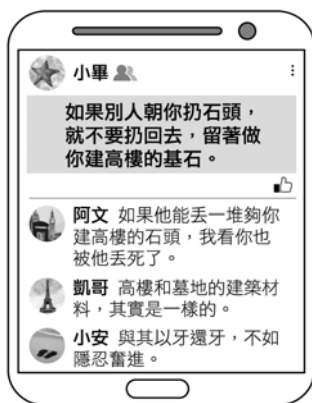 小畢
如果別人朝你扔石頭，
就不要扔回去，留著做
你建高樓的基石。
阿文 如果他能丟一堆夠你
建高樓的石頭，我看你也
被他丟死了。
凱哥 高樓和墓地的建築材
料，其實是一樣的。
小安 與其以牙還牙，不如
隱忍奮進。